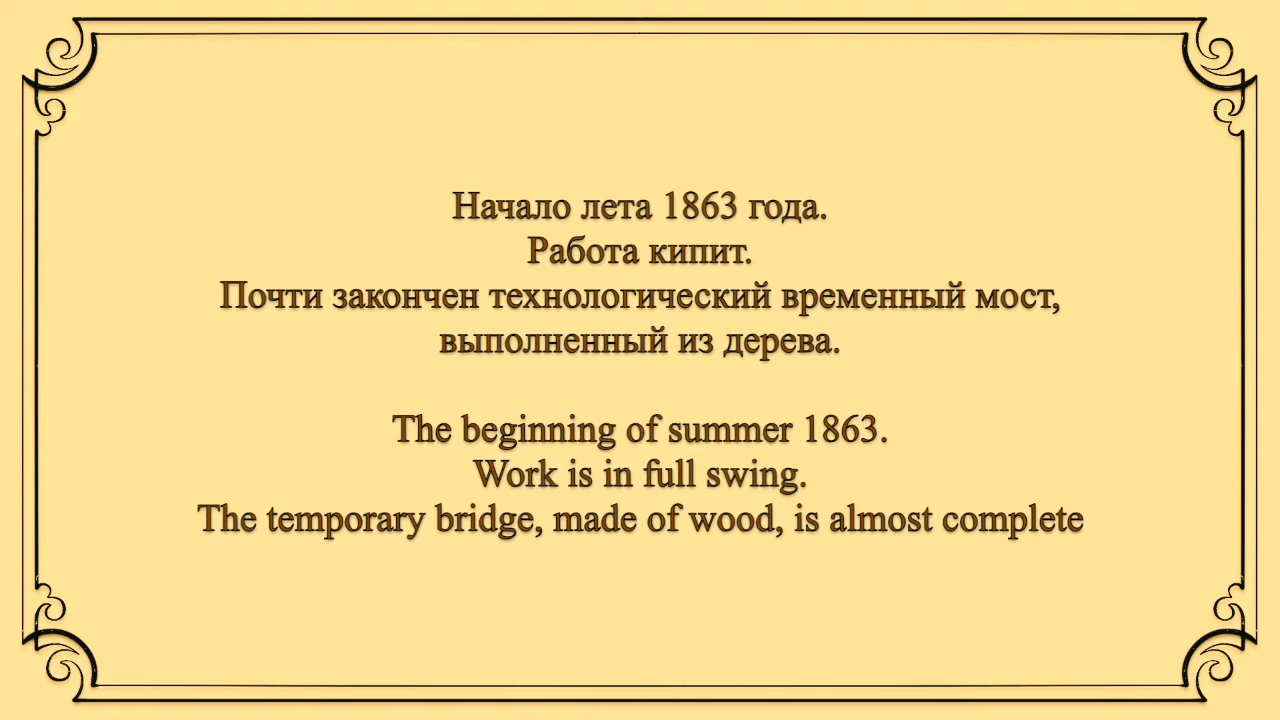 Начало лета 1863 года.
Работа кипит.
Почти закончен технологический временный мост,
выполненный из дерева.
The beginning of summer 1863.
Work is in full swing.
The temporary bridge, made of wood, is almost complete